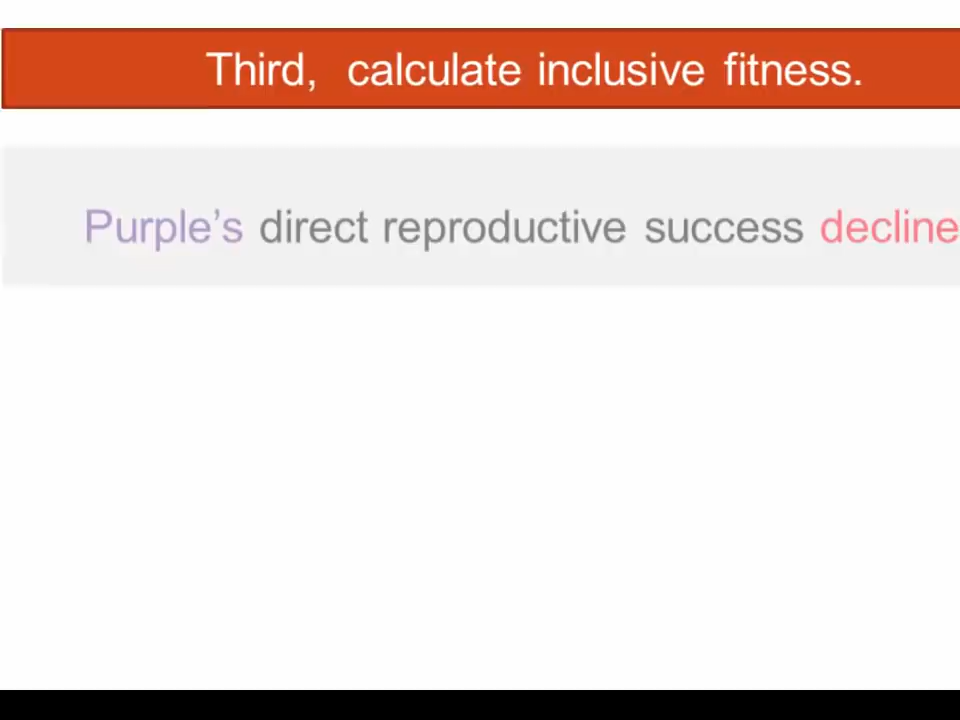 Third, calculate inclusive fitness.
Purple’s direct reproductive success decline